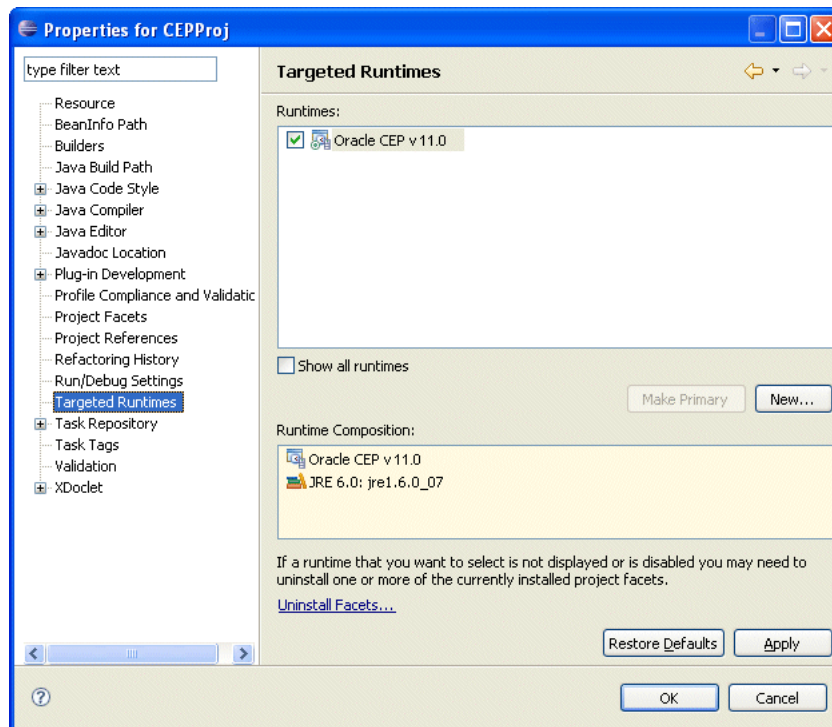 Properties for CEPProj
type filter text
Resource
BeanInfo Path
Builders
Java Build Path
Java Code Style
Java Compiler
Java Editor
Javadoc Location
Plug-in Development
Profile Compliance and Validatic
Project Facets
Project References
Refactoring History
Run/Debug Settings
Targeted Runtimes
Task Repository
Task Tags
Validation
XDoclet
Targeted Runtimes
Runtimes:
Oracle CEP v11.0
Show all runtimes
Make Primary
New...
Runtime Composition:
Oracle CEP v11.0
JRE 6.0: jre1.6.0_07
If a runtime that you want to select is not displayed or is disabled you may need to
uninstall one or more of the currently installed project facets.
Uninstall Facets...
Restore Defaults
Apply
?
OK
Cancel